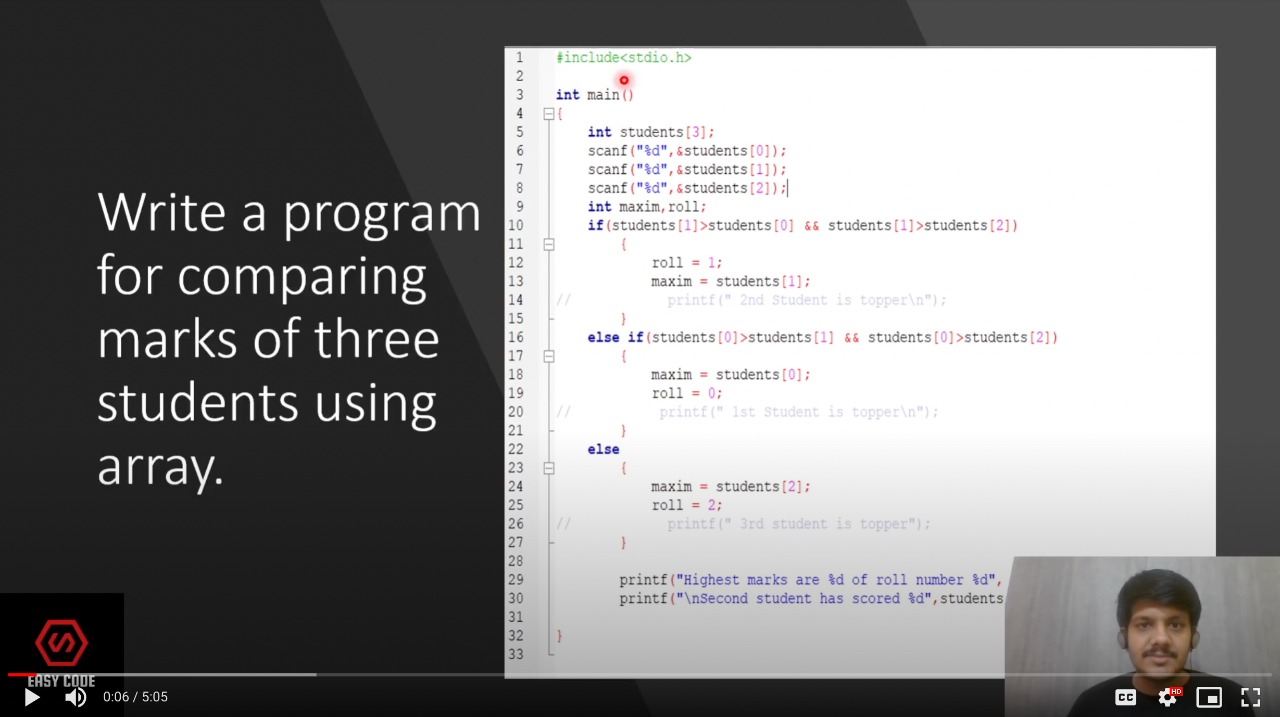 Write a program
for comparing
marks of three
students using
array.
1 #include<stdio.h>
2
3 int main()
4 {
5 int students[3];
6 scanf("%d",&students[0]);
7 scanf("%d",&students[1]);
8 scanf("%d",&students[2]);
9 int maxim,roll;
10 if(students[1]>students[0] && students[1]>students[2])
11 {
12 roll = 1;
13 maxim = students[1];
14 // printf(" 2nd Student is topper\n");
15 }
16 else if(students[0]>students[1] && students[0]>students[2])
17 {
18 maxim = students[0];
19 roll = 0;
20 // printf(" 1st Student is topper\n");
21 }
22 else
23 {
24 maxim = students[2];
25 roll = 2;
26 // printf(" 3rd student is topper");
27 }
28
29 printf("Highest marks are %d of roll number %d",
30 printf("\nSecond student has scored %d",students
31
32 }
33
EASY CODE
0:06 / 5:05
CC
HD